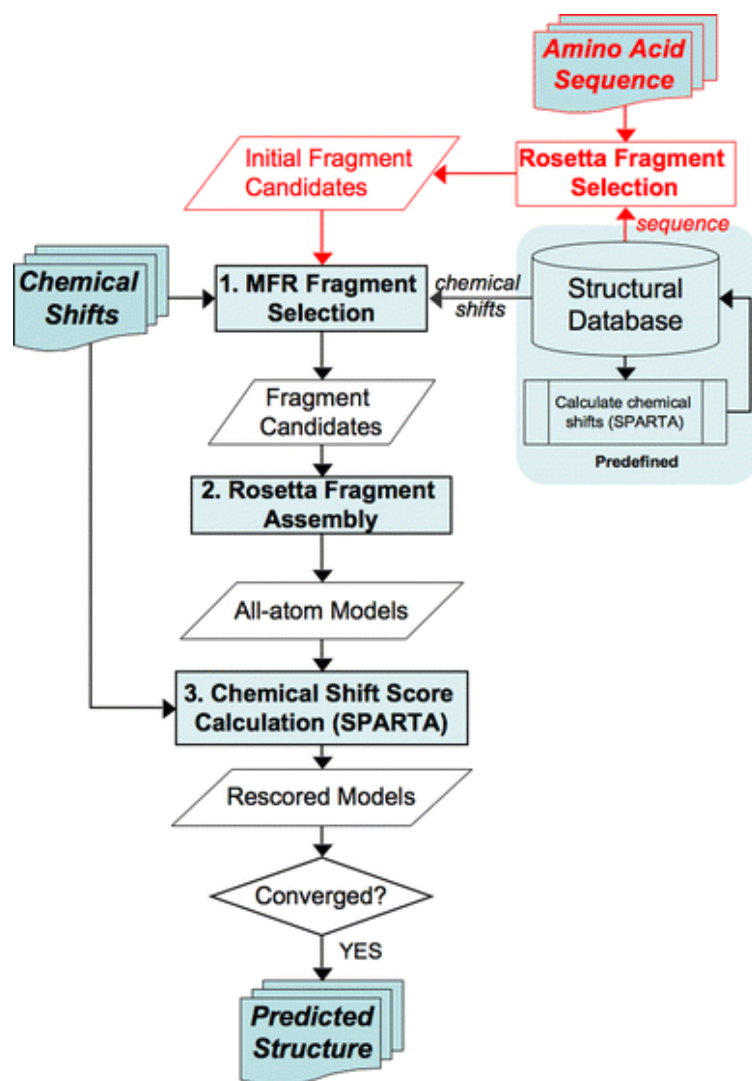 Amino Acid
Sequence
Initial Fragment
Candidates
Rosetta Fragment
Selection
sequence
Chemical
Shifts
1. MFR Fragment
Selection
chemical
shifts
Structural
Database
Fragment
Candidates
Calculate chemical
shifts (SPARTA)
Predefined
2. Rosetta Fragment
Assembly
All-atom Models
3. Chemical Shift Score
Calculation (SPARTA)
Rescored Models
Converged?
YES
Predicted
Structure